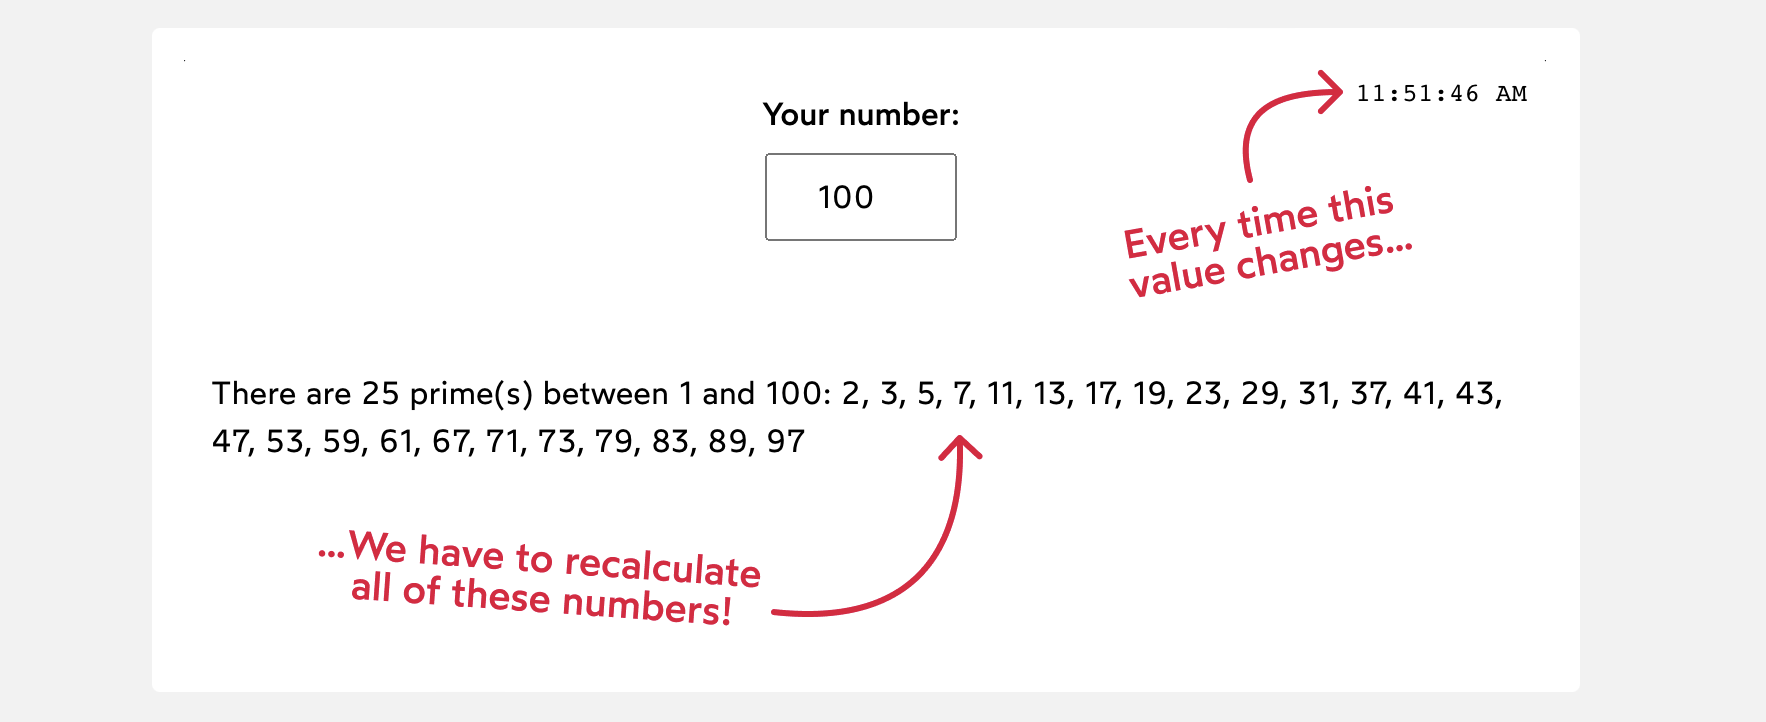 11:51:46 AM
Your number:
100
Every time this
value changes...
There are 25 prime(s) between 1 and 100: 2, 3, 5, 7, 11, 13, 17, 19, 23, 29, 31, 37, 41, 43,
47, 53, 59, 61, 67, 71, 73, 79, 83, 89, 97
...We have to recalculate
all of these numbers!